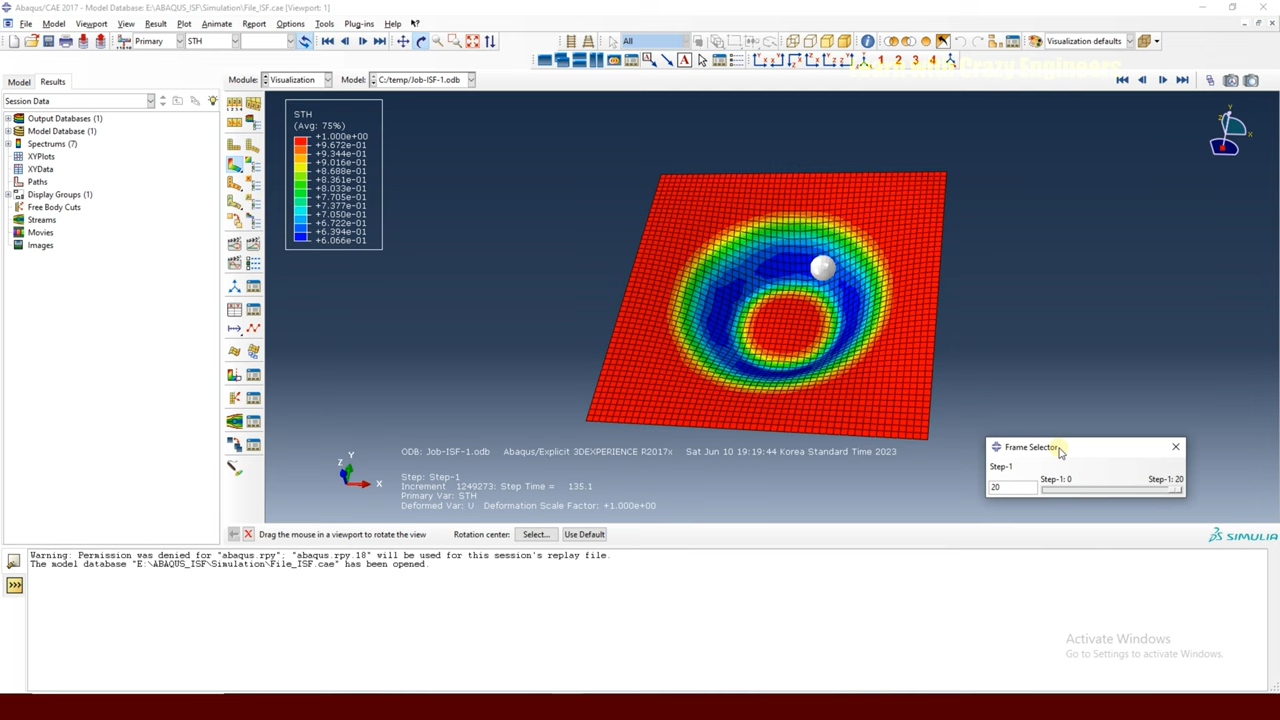 Abaqus/CAE 2017 - Model Database: E:\ABAQUS_ISF\Simulation\File_ISF.cae [Viewport: 1]
File Model Viewport View Result Plot Animate Report Options Tools Plug-ins Help
Primary STH All Visualization defaults
1 2 3 4
Learn with Crazy Engineers
Model Results Module: Visualization Model: C:/temp/Job-ISF-1.odb
Session Data
Output Databases (1)
Model Database (1)
Spectrums (7)
XYPlots
XYData
Paths
Display Groups (1)
Free Body Cuts
Streams
Movies
Images
STH
(Avg: 75%)
+1.000e+00
+9.672e-01
+9.344e-01
+9.016e-01
+8.688e-01
+8.361e-01
+8.033e-01
+7.705e-01
+7.377e-01
+7.050e-01
+6.722e-01
+6.394e-01
+6.066e-01
Y
Z
X
Y
Z
X
ODB: Job-ISF-1.odb Abaqus/Explicit 3DEXPERIENCE R2017x Sat Jun 10 19:19:44 Korea Standard Time 2023
Step: Step-1
Increment 1249273: Step Time = 135.1
Primary Var: STH
Deformed Var: U Deformation Scale Factor: +1.000e+00
Frame Selector
Step-1
Step-1: 0 Step-1: 20
20
Drag the mouse in a viewport to rotate the view Rotation center: Select... Use Default
SIMULIA
Warning: Permission was denied for "abaqus.rpy"; "abaqus.rpy.18" will be used for this session's replay file.
The model database "E:\ABAQUS_ISF\Simulation\File_ISF.cae" has been opened.
>>>
Activate Windows
Go to Settings to activate Windows.